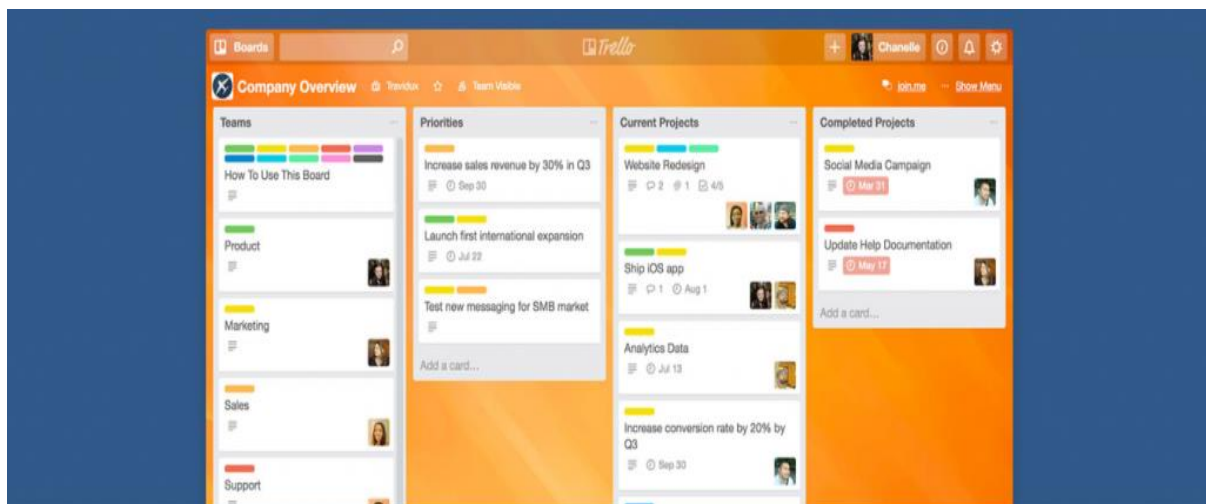 Boards
Trello
Chanelle
Company Overview
Travidux
Team Visible
join.me
Show Menu
Teams
How To Use This Board
Product
Marketing
Sales
Support
Priorities
Increase sales revenue by 30% in Q3
Sep 30
Launch first international expansion
Jul 22
Test new messaging for SMB market
Add a card...
Current Projects
Website Redesign
2 1 4/5
Ship iOS app
1 Aug 1
Analytics Data
Jul 13
Increase conversion rate by 20% by
Q3
Sep 30
Completed Projects
Social Media Campaign
Mar 31
Update Help Documentation
May 17
Add a card...